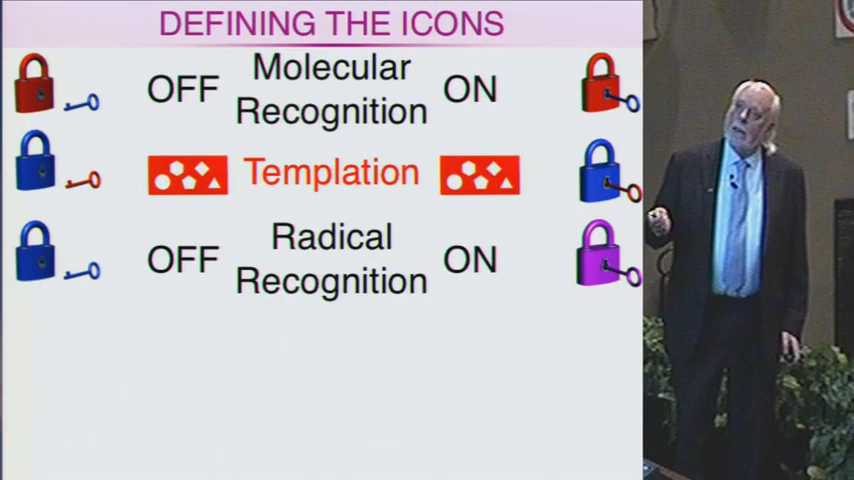 DEFINING THE ICONS
OFF Molecular Recognition ON
Templation
OFF Radical Recognition ON